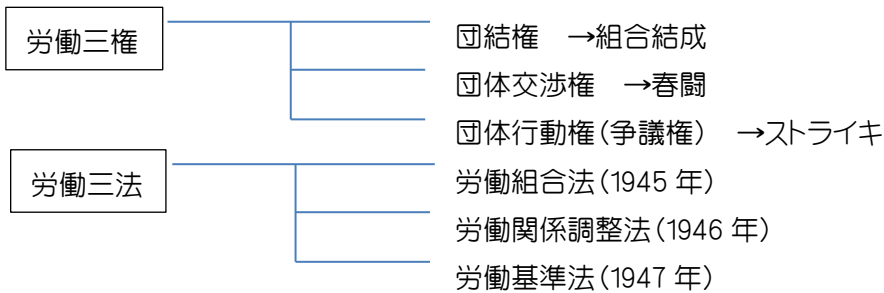 労働三権
団結権　→組合結成
団体交渉権　→春闘
団体行動権（争議権）　→ストライキ
労働三法
労働組合法（1945 年）
労働関係調整法（1946 年）
労働基準法（1947 年）